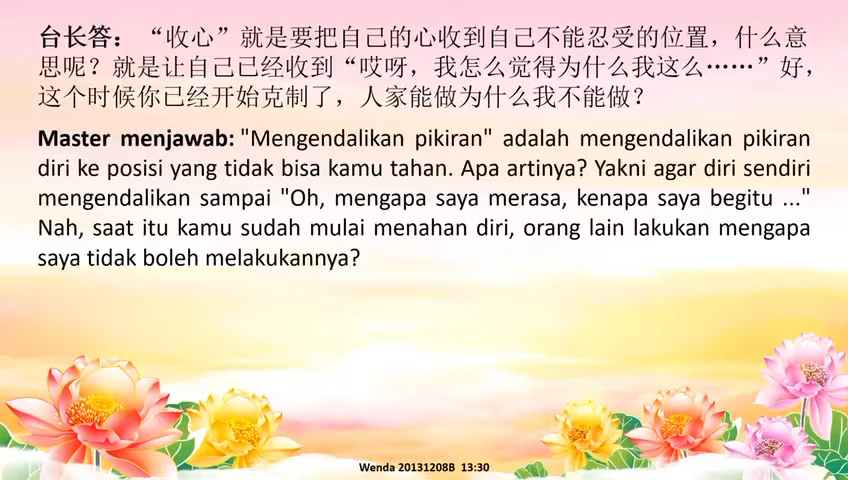 台长答：“收心”就是要把自己的心收到自己不能忍受的位置，什么意
思呢？就是让自己已经收到“哎呀，我怎么觉得为什么我这么……”好，
这个时候你已经开始克制了，人家能做为什么我不能做？
Master menjawab: "Mengendalikan pikiran" adalah mengendalikan pikiran
diri ke posisi yang tidak bisa kamu tahan. Apa artinya? Yakni agar diri sendiri
mengendalikan sampai "Oh, mengapa saya merasa, kenapa saya begitu ..."
Nah, saat itu kamu sudah mulai menahan diri, orang lain lakukan mengapa
saya tidak boleh melakukannya?
Wenda 20131208B 13:30